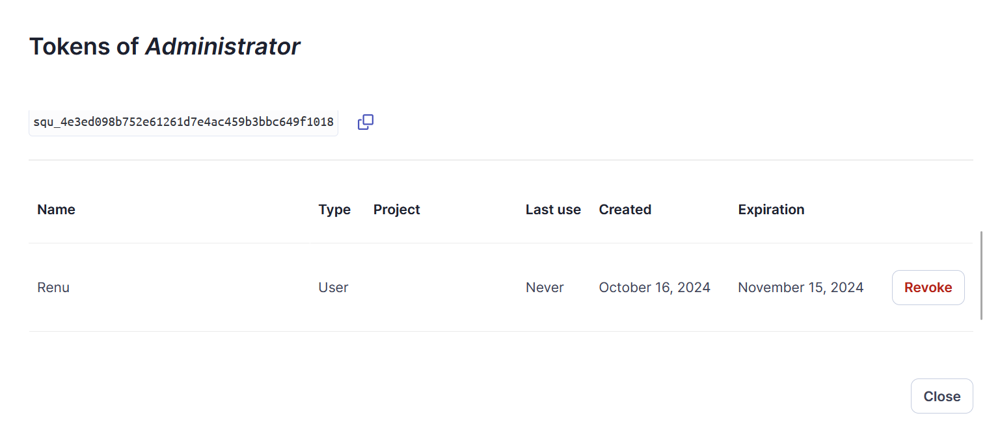 Tokens of Administrator
squ_4e3ed098b752e61261d7e4ac459b3bbc649f1018
Name Type Project Last use Created Expiration
Renu User Never October 16, 2024 November 15, 2024 Revoke
Close